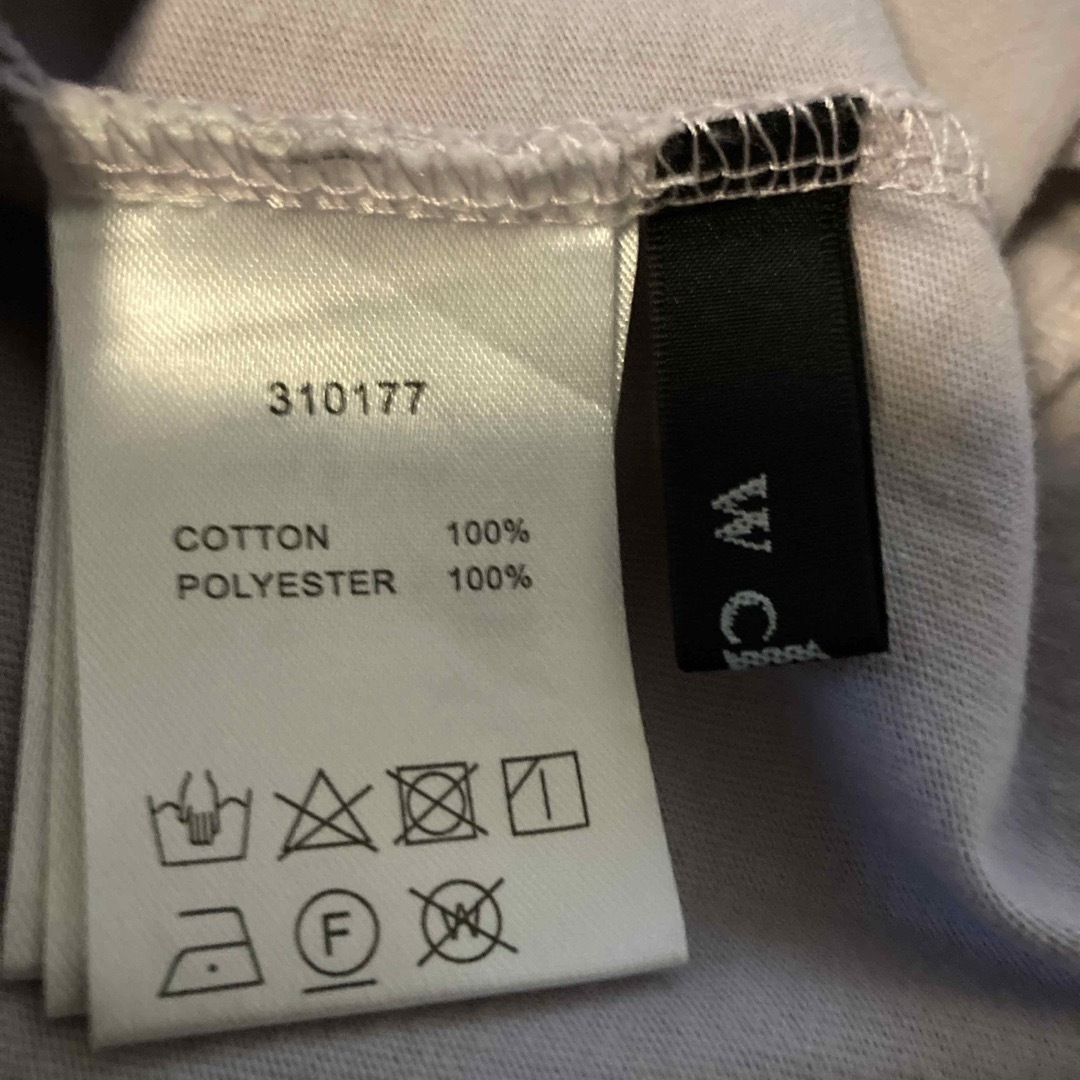 310177
COTTON 100%
POLYESTER 100%
F
W
W C